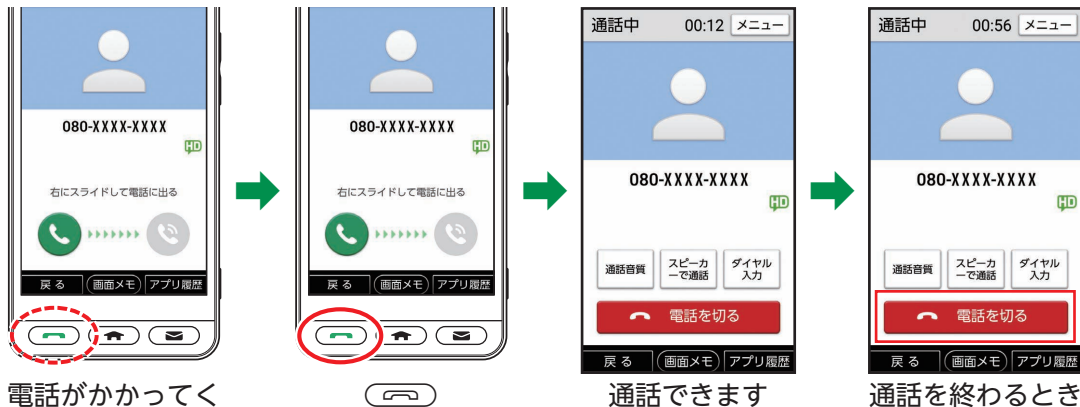 080-XXXX-XXXX
HD
右にスライドして電話に出る
戻る
画面メモ
アプリ履歴
電話がかかってく
080-XXXX-XXXX
HD
右にスライドして電話に出る
戻る
画面メモ
アプリ履歴
通話中 00:12 メニュー
080-XXXX-XXXX
HD
通話音質
スピーカ
ーで通話
ダイヤル
入力
電話を切る
戻る
画面メモ
アプリ履歴
通話できます
通話中 00:56 メニュー
080-XXXX-XXXX
HD
通話音質
スピーカ
ーで通話
ダイヤル
入力
電話を切る
戻る
画面メモ
アプリ履歴
通話を終わるとき